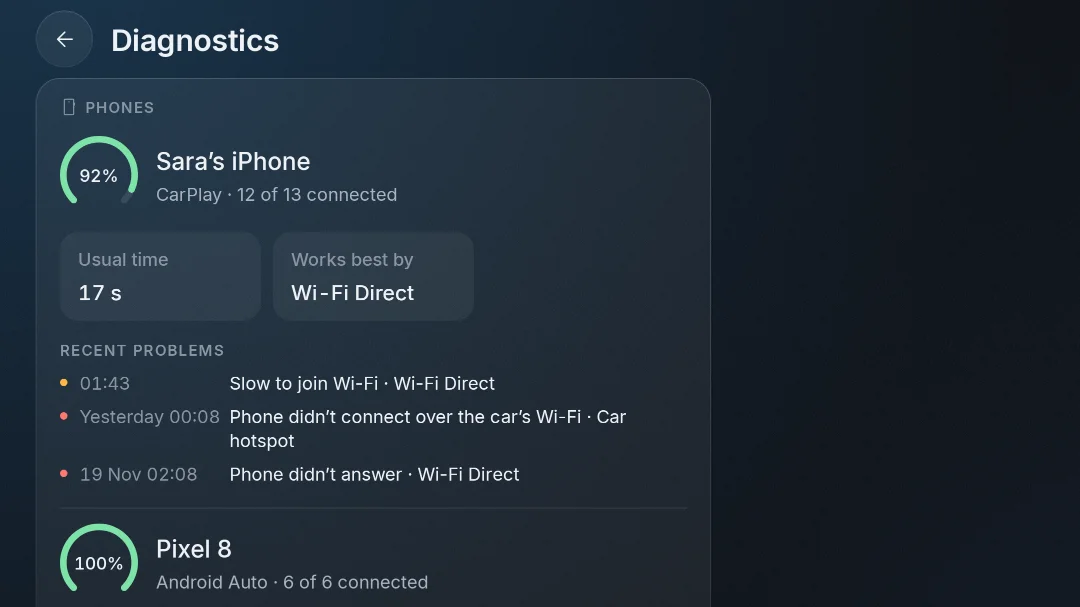 Diagnostics
PHONES
92%
Sara’s iPhone
CarPlay · 12 of 13 connected
Usual time
17 s
Works best by
Wi-Fi Direct
RECENT PROBLEMS
01:43 Slow to join Wi-Fi · Wi-Fi Direct
Yesterday 00:08 Phone didn’t connect over the car’s Wi-Fi · Car
hotspot
19 Nov 02:08 Phone didn’t answer · Wi-Fi Direct
100%
Pixel 8
Android Auto · 6 of 6 connected